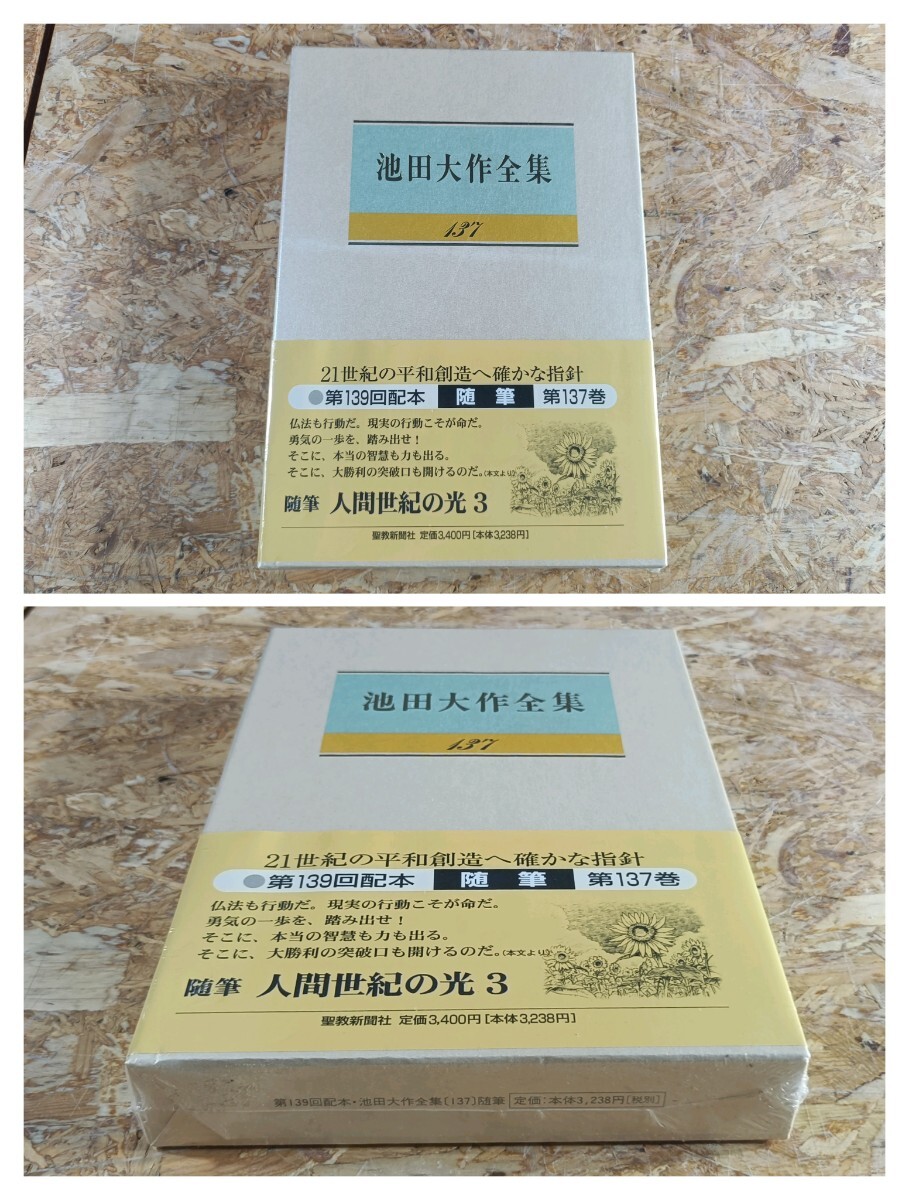 池田大作全集
137
21世紀の平和創造へ確かな指針
●第139回配本 随筆 第137巻
仏法も行動だ。現実の行動こそが命だ。
勇気の一歩を、踏み出せ！
そこに、本当の智慧も力も出る。
そこに、大勝利の突破口も開けるのだ。(本文より)
随筆 人間世紀の光 3
聖教新聞社 定価3,400円[本体3,238円]
池田大作全集
137
21世紀の平和創造へ確かな指針
●第139回配本 随筆 第137巻
仏法も行動だ。現実の行動こそが命だ。
勇気の一歩を、踏み出せ！
そこに、本当の智慧も力も出る。
そこに、大勝利の突破口も開けるのだ。(本文より)
随筆 人間世紀の光 3
聖教新聞社 定価3,400円[本体3,238円]
第139回配本・池田大作全集〔137〕随筆 定価：本体3,238円[税別]